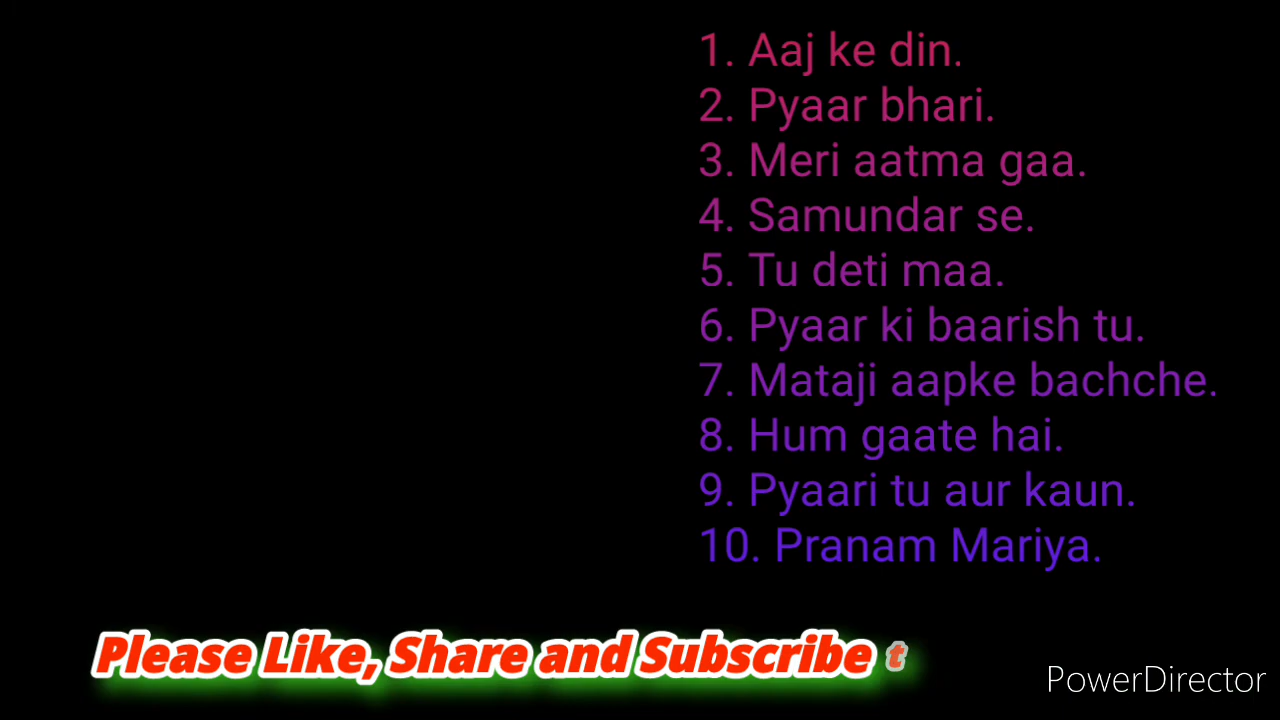 1. Aaj ke din.
2. Pyaar bhari.
3. Meri aatma gaa.
4. Samundar se.
5. Tu deti maa.
6. Pyaar ki baarish tu.
7. Mataji aapke bachche.
8. Hum gaate hai.
9. Pyaari tu aur kaun.
10. Pranam Mariya.
Please Like, Share and Subscribe t
PowerDirector